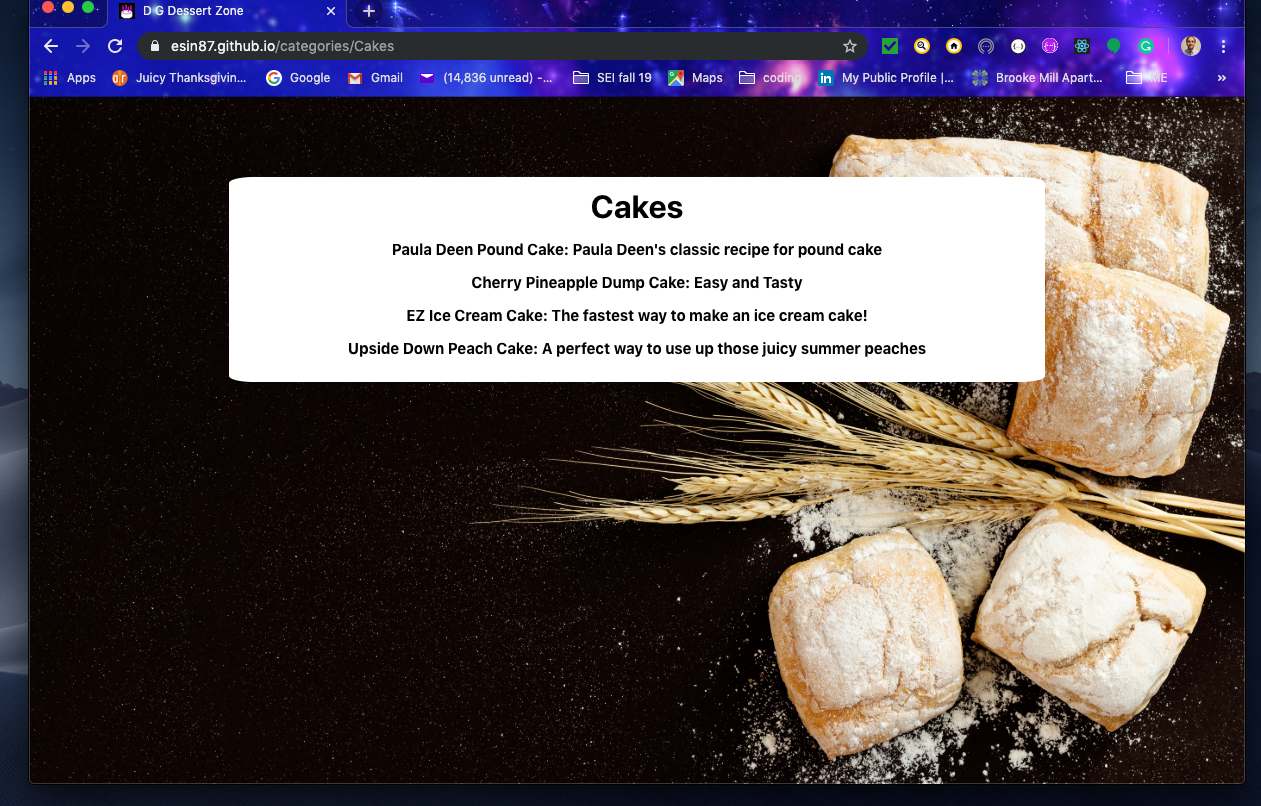 D G Dessert Zone
esin87.github.io/categories/Cakes
Apps Juicy Thanksgivin... Google Gmail (14,836 unread) -... SEI fall 19 Maps coding My Public Profile |... Brooke Mill Apart... ME »
Cakes
Paula Deen Pound Cake: Paula Deen's classic recipe for pound cake
Cherry Pineapple Dump Cake: Easy and Tasty
EZ Ice Cream Cake: The fastest way to make an ice cream cake!
Upside Down Peach Cake: A perfect way to use up those juicy summer peaches